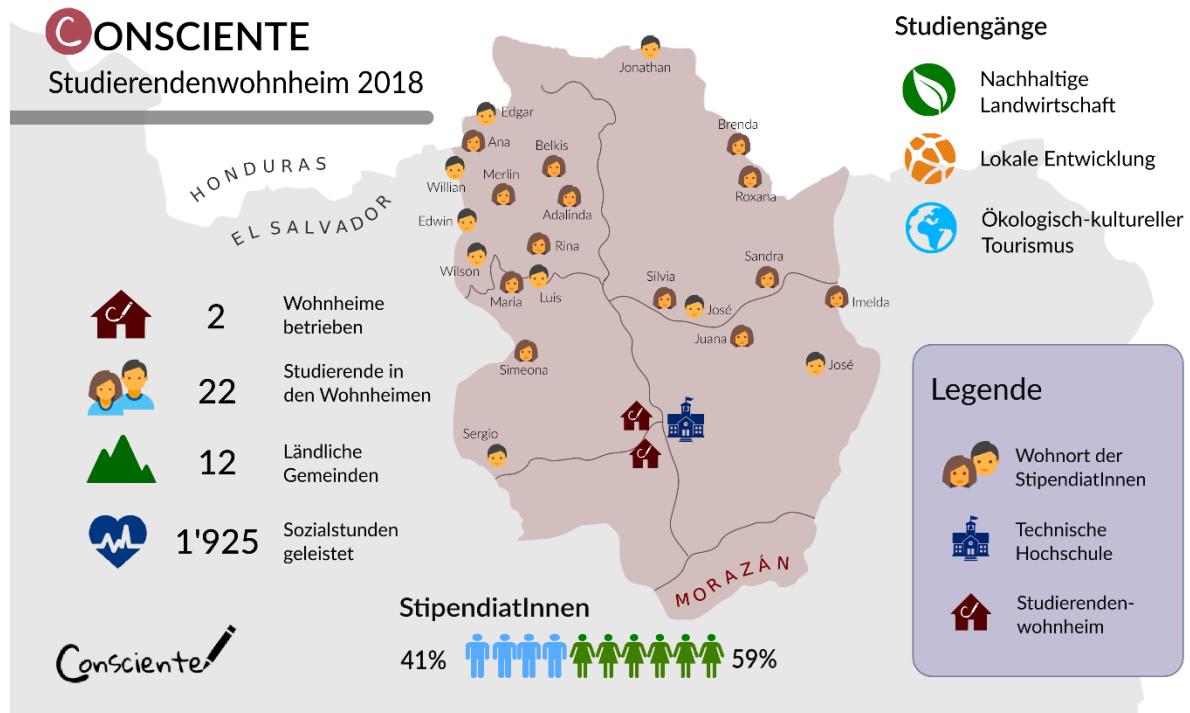 CONSCIENTE
Studierendenwohnheim 2018
HONDURAS
EL SALVADOR
2
Wohnheime
betrieben
22
Studierende in
den Wohnheimen
12
Ländliche
Gemeinden
1'925
Sozialstunden
geleistet
Consciente
Jonathan
Edgar
Ana
Brenda
Belkis
Willian
Merlin
Roxana
Adalinda
Edwin
Rina
Wilson
Sandra
Silvia
Maria
Luis
José
Imelda
Juana
Simeona
José
Sergio
MORAZÁN
StipendiatInnen
41%
59%
Studiengänge
Nachhaltige
Landwirtschaft
Lokale Entwicklung
Ökologisch-kultureller
Tourismus
Legende
Wohnort der
StipendiatInnen
Technische
Hochschule
Studierenden-
wohnheim